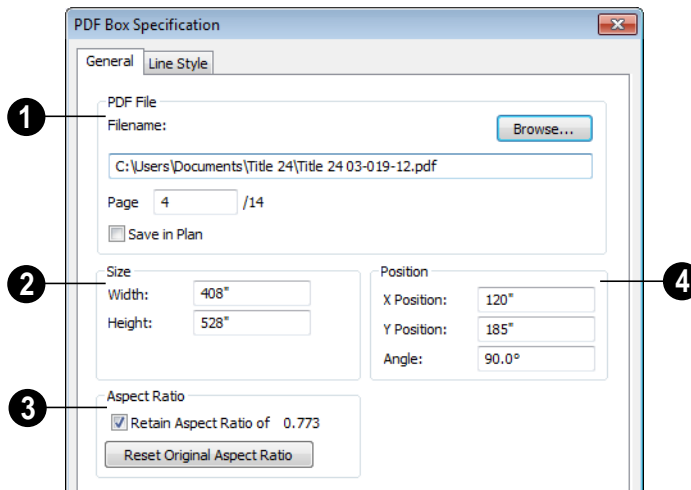 PDF Box Specification
General Line Style
1 PDF File
Filename: Browse...
C:\Users\Documents\Title 24\Title 24 03-019-12.pdf
Page 4 /14
Save in Plan
2 Size
Width: 408"
Height: 528"
Position 4
X Position: 120"
Y Position: 185"
Angle: 90.0°
3 Aspect Ratio
Retain Aspect Ratio of 0.773
Reset Original Aspect Ratio